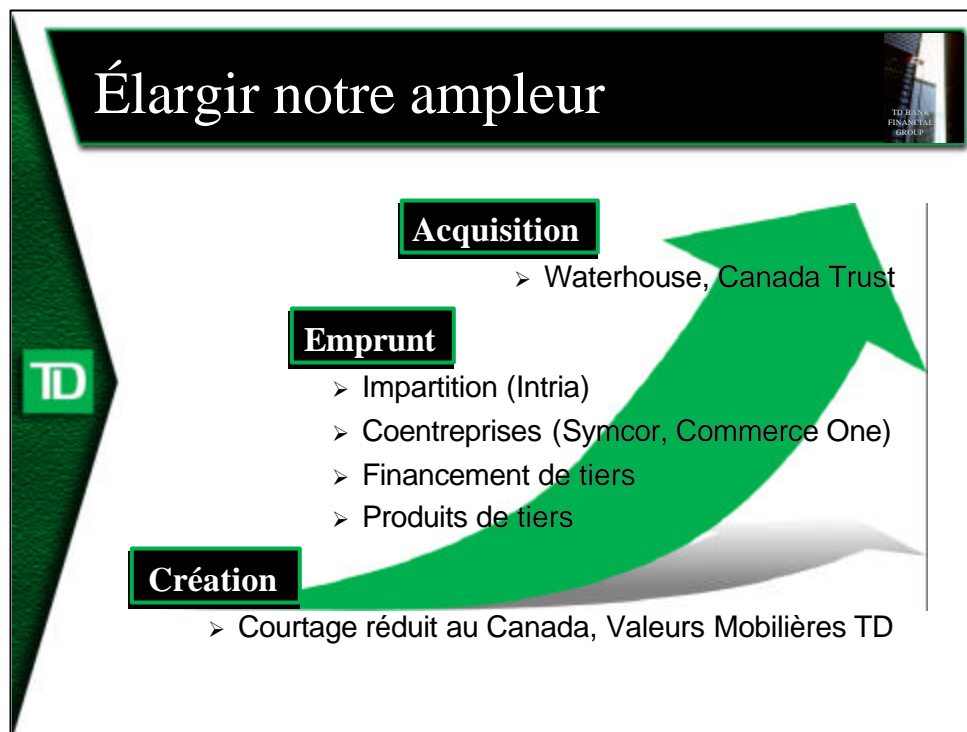 Élargir notre ampleur
TD BANK
FINANCIAL
GROUP
Acquisition
➢ Waterhouse, Canada Trust
Emprunt
➢ Impartition (Intria)
➢ Coentreprises (Symcor, Commerce One)
➢ Financement de tiers
➢ Produits de tiers
TD
Création
➢ Courtage réduit au Canada, Valeurs Mobilières TD